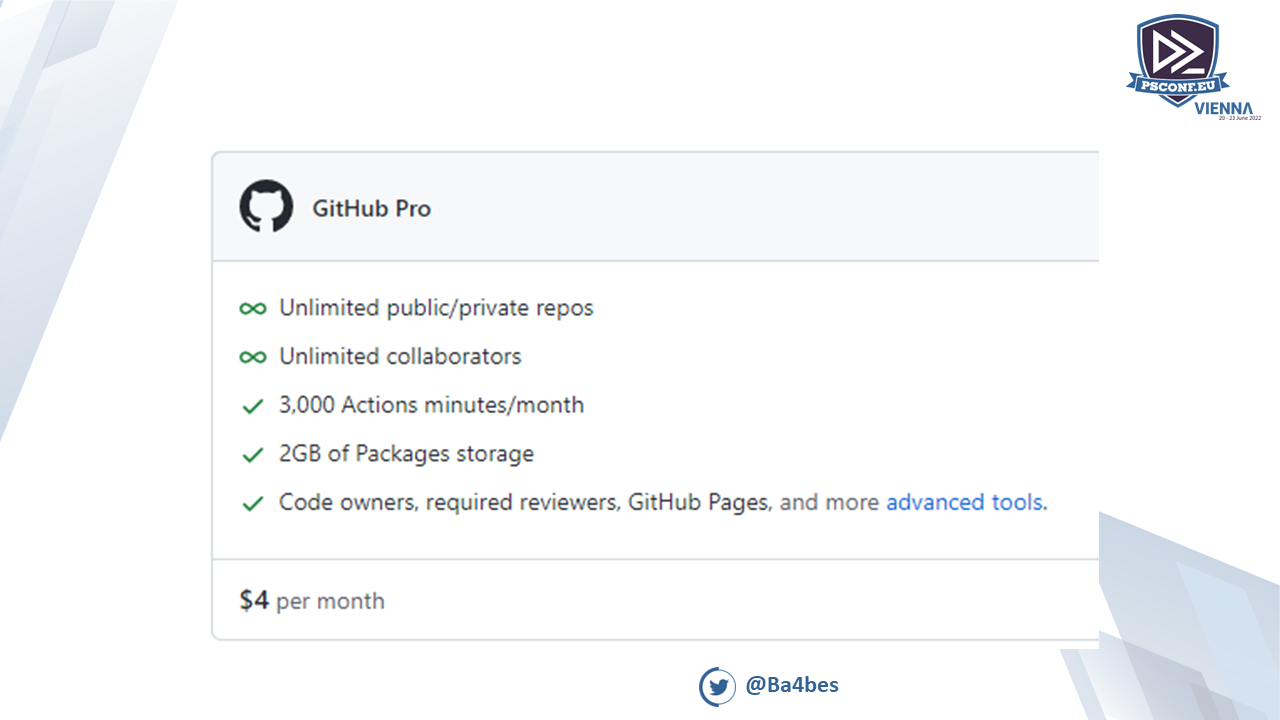 PSCONF.EU
VIENNA
20 - 23 June 2022
GitHub Pro
Unlimited public/private repos
Unlimited collaborators
3,000 Actions minutes/month
2GB of Packages storage
Code owners, required reviewers, GitHub Pages, and more advanced tools.
$4 per month
@Ba4bes